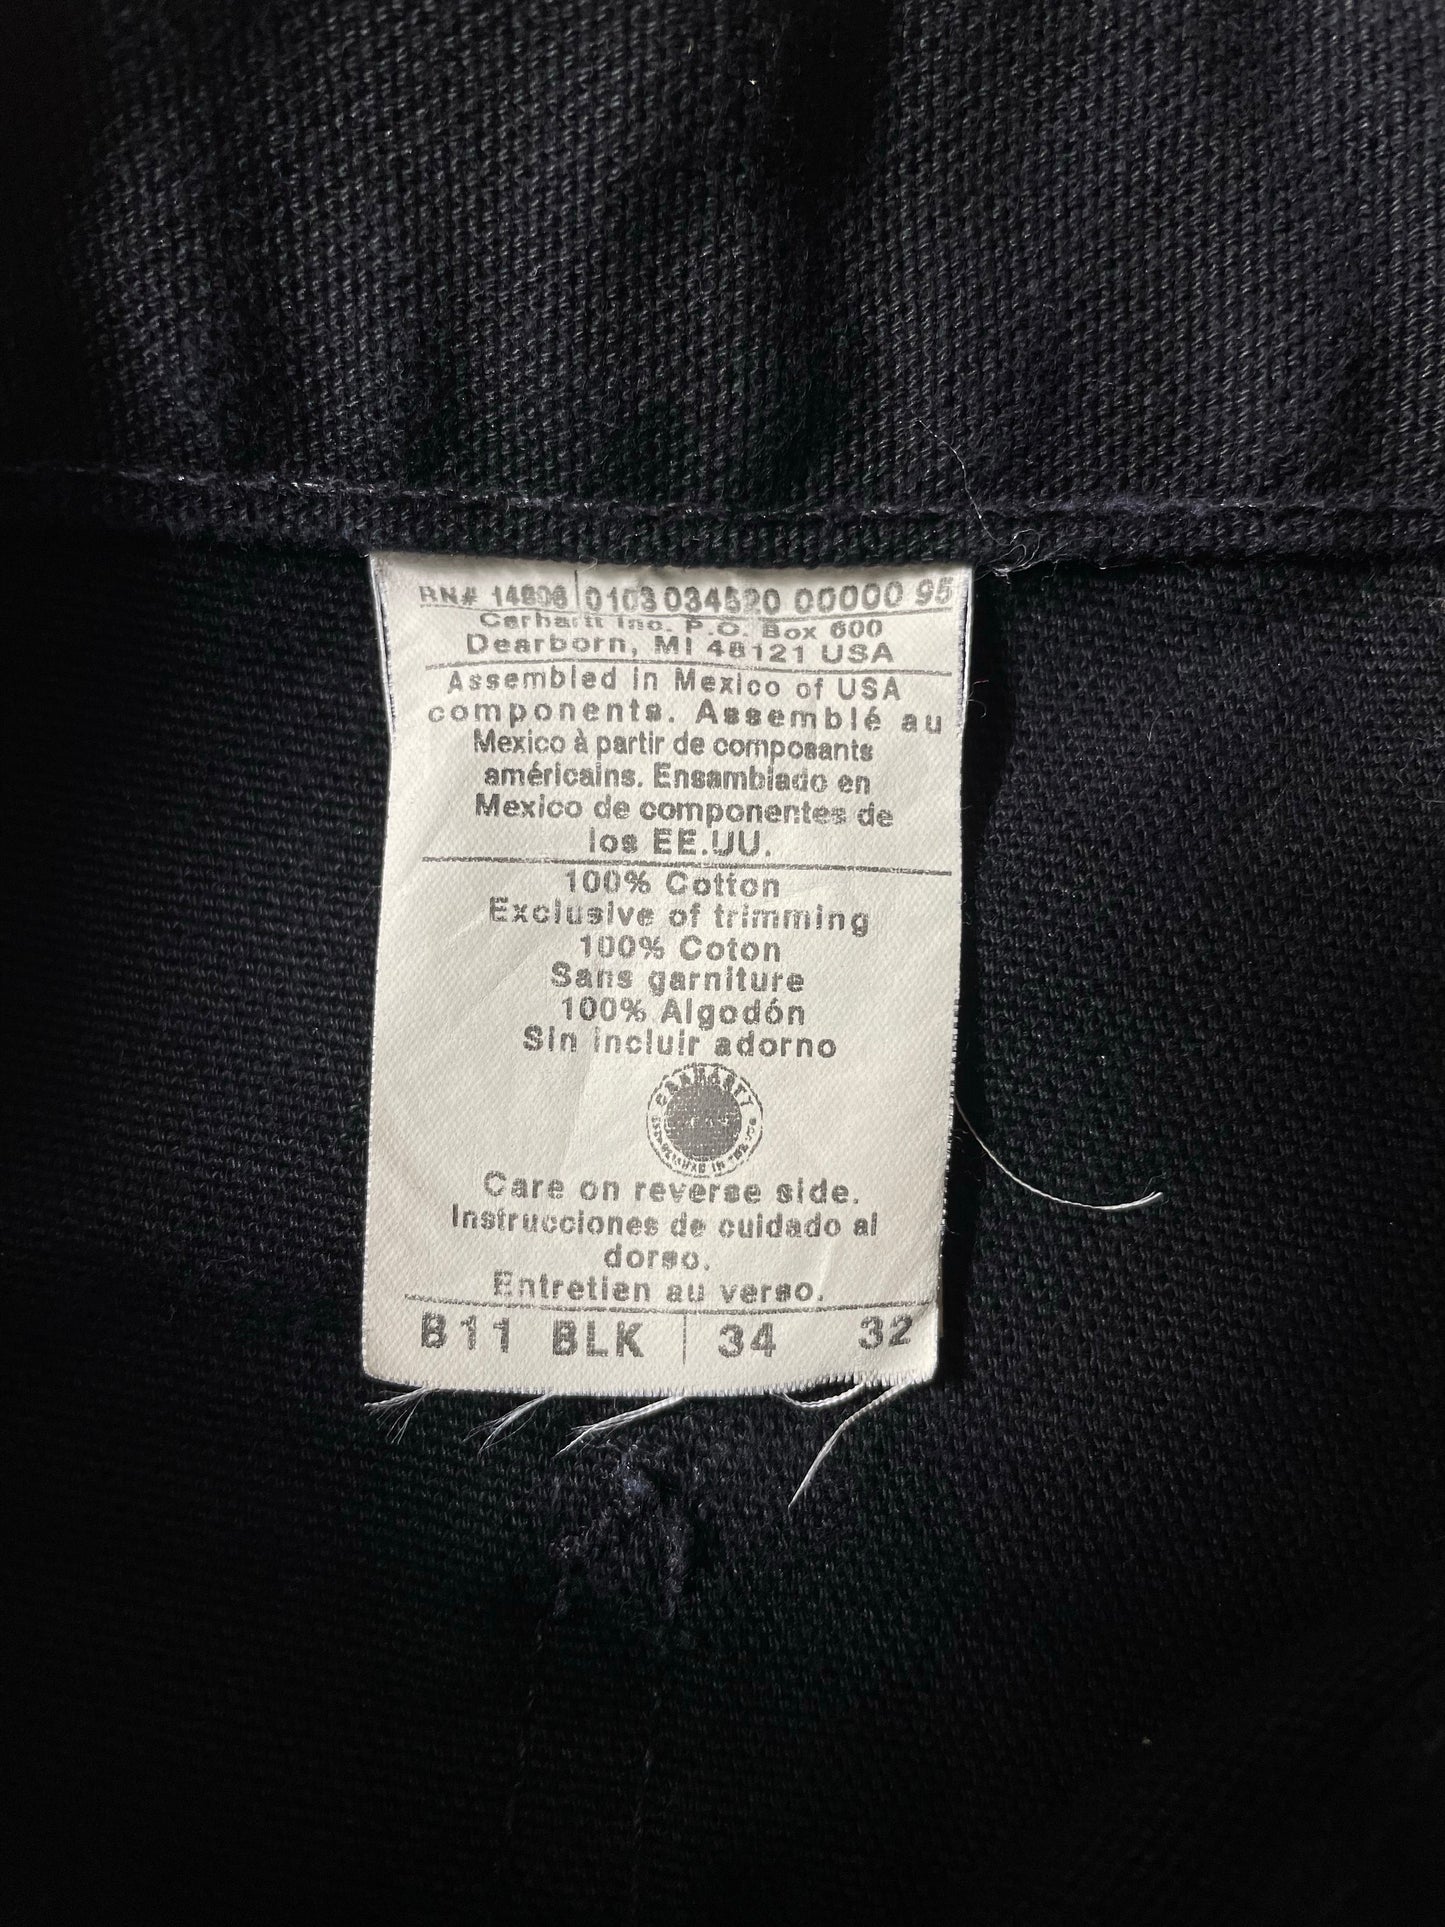 RN# 14806 0103 034520 00000 95
Carhartt Inc. P.O. Box 600
Dearborn, MI 48121 USA
Assembled in Mexico of USA
components. Assemblé au
Mexico à partir de composants
américains. Ensamblado en
Mexico de componentes de
los EE.UU.
100% Cotton
Exclusive of trimming
100% Coton
Sans garniture
100% Algodón
Sin incluir adorno
CARHARTT
Care on reverse side.
Instrucciones de cuidado al
dorso.
Entretien au verso.
B11 BLK 34 32